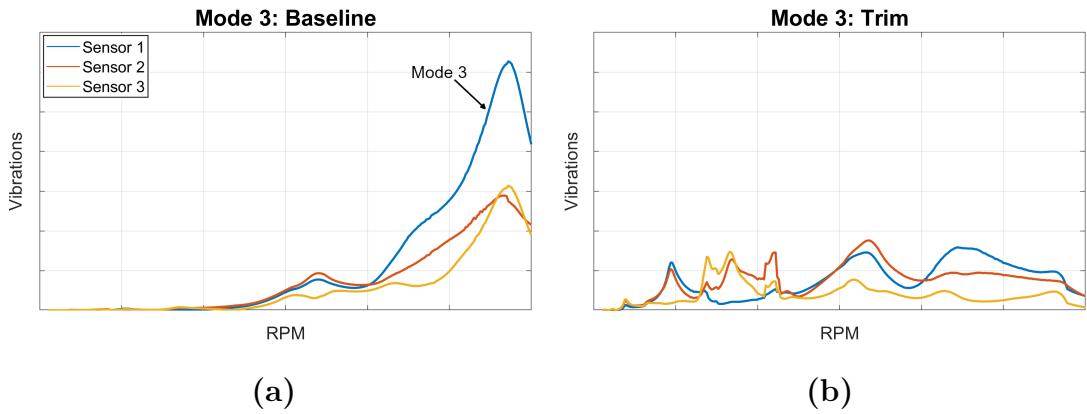 Mode 3: Baseline
Sensor 1
Sensor 2
Sensor 3
Mode 3
Vibrations
RPM
(a)
Mode 3: Trim
Vibrations
RPM
(b)